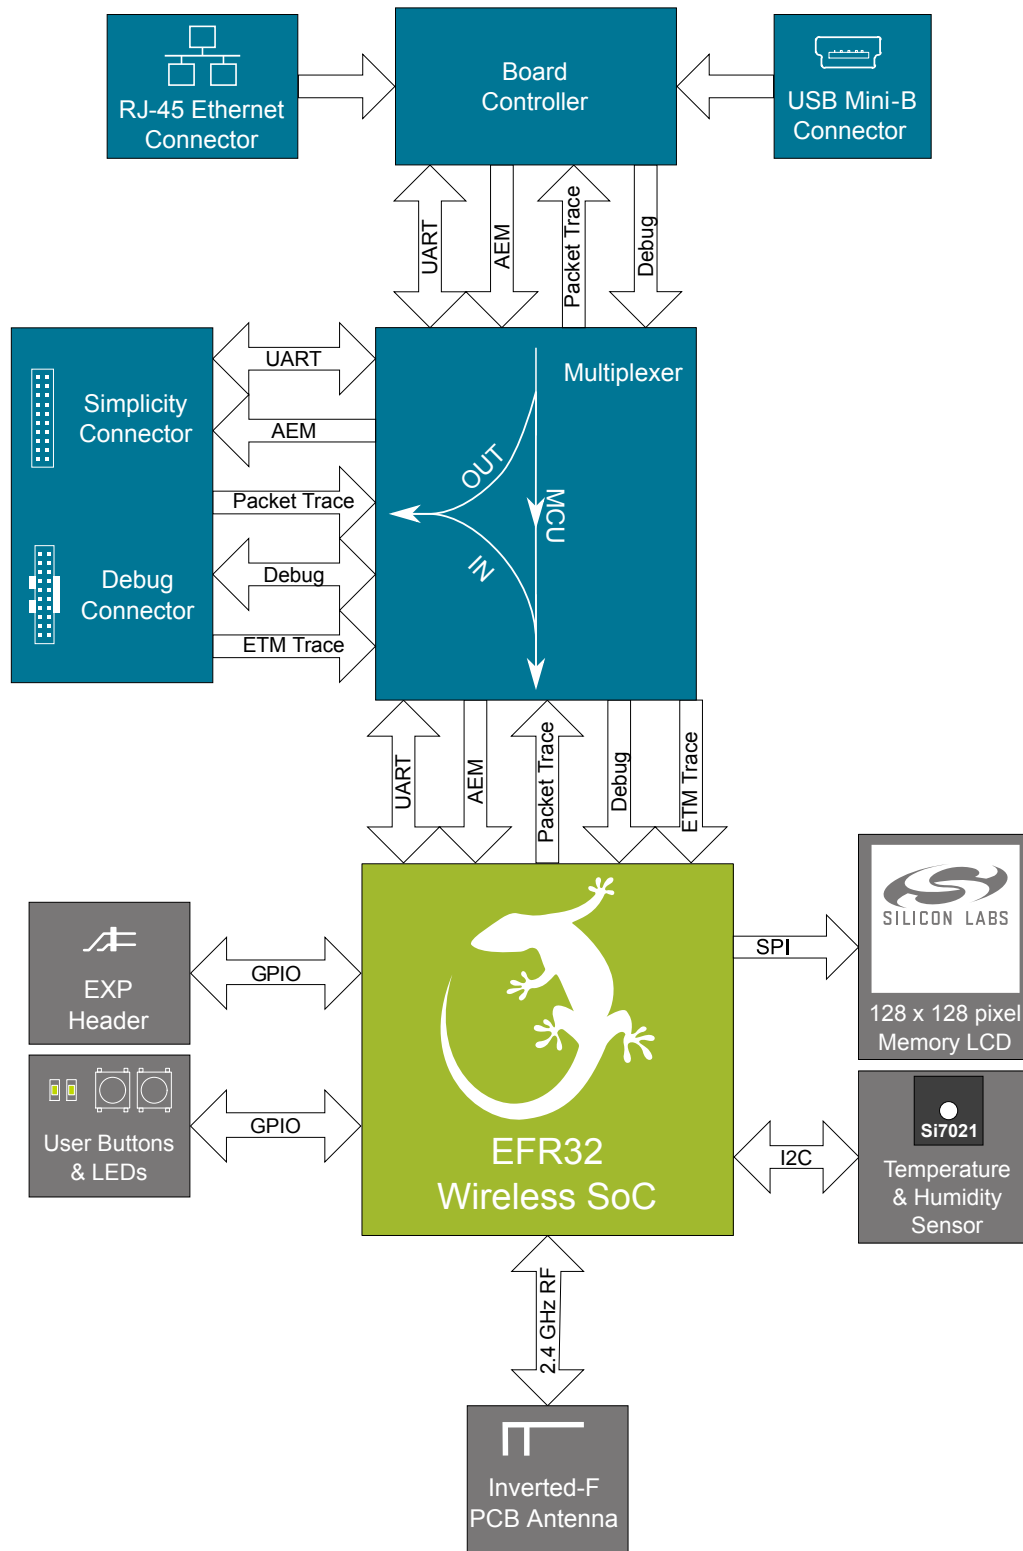 RJ-45 Ethernet
Connector
Board
Controller
USB Mini-B
Connector
UART
AEM
Packet Trace
Debug
Simplicity
Connector
Debug
Connector
UART
AEM
Packet Trace
Debug
ETM Trace
Multiplexer
OUT
MCU
IN
UART
AEM
Packet Trace
Debug
ETM Trace
EXP
Header
GPIO
User Buttons
& LEDs
GPIO
EFR32
Wireless SoC
SPI
SILICON LABS
128 x 128 pixel
Memory LCD
I2C
Si7021
Temperature
& Humidity
Sensor
2.4 GHz RF
Inverted-F
PCB Antenna